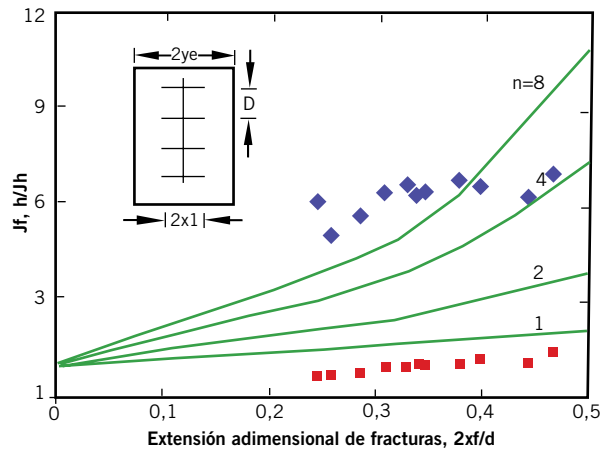 12
9
6
3
1
Jf, h/Jh
2ye
D
|2x1|
n=8
4
2
1
0
0,1
0,2
0,3
0,4
0,5
Extensión adimensional de fracturas, 2xf/d